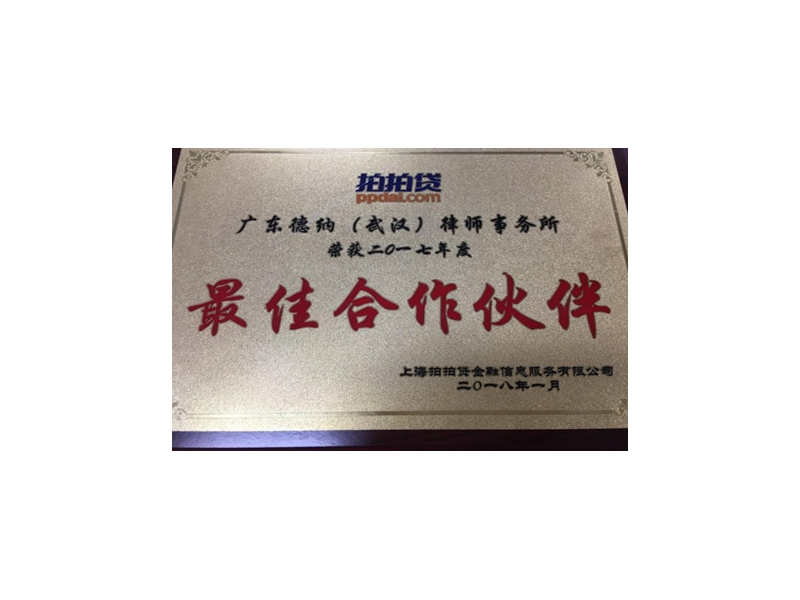 拍拍贷
ppdai.com
广东德纳（武汉）律师事务所
荣获二〇一七年度
最佳合作伙伴
上海拍拍贷金融信息服务有限公司
二〇一八年一月